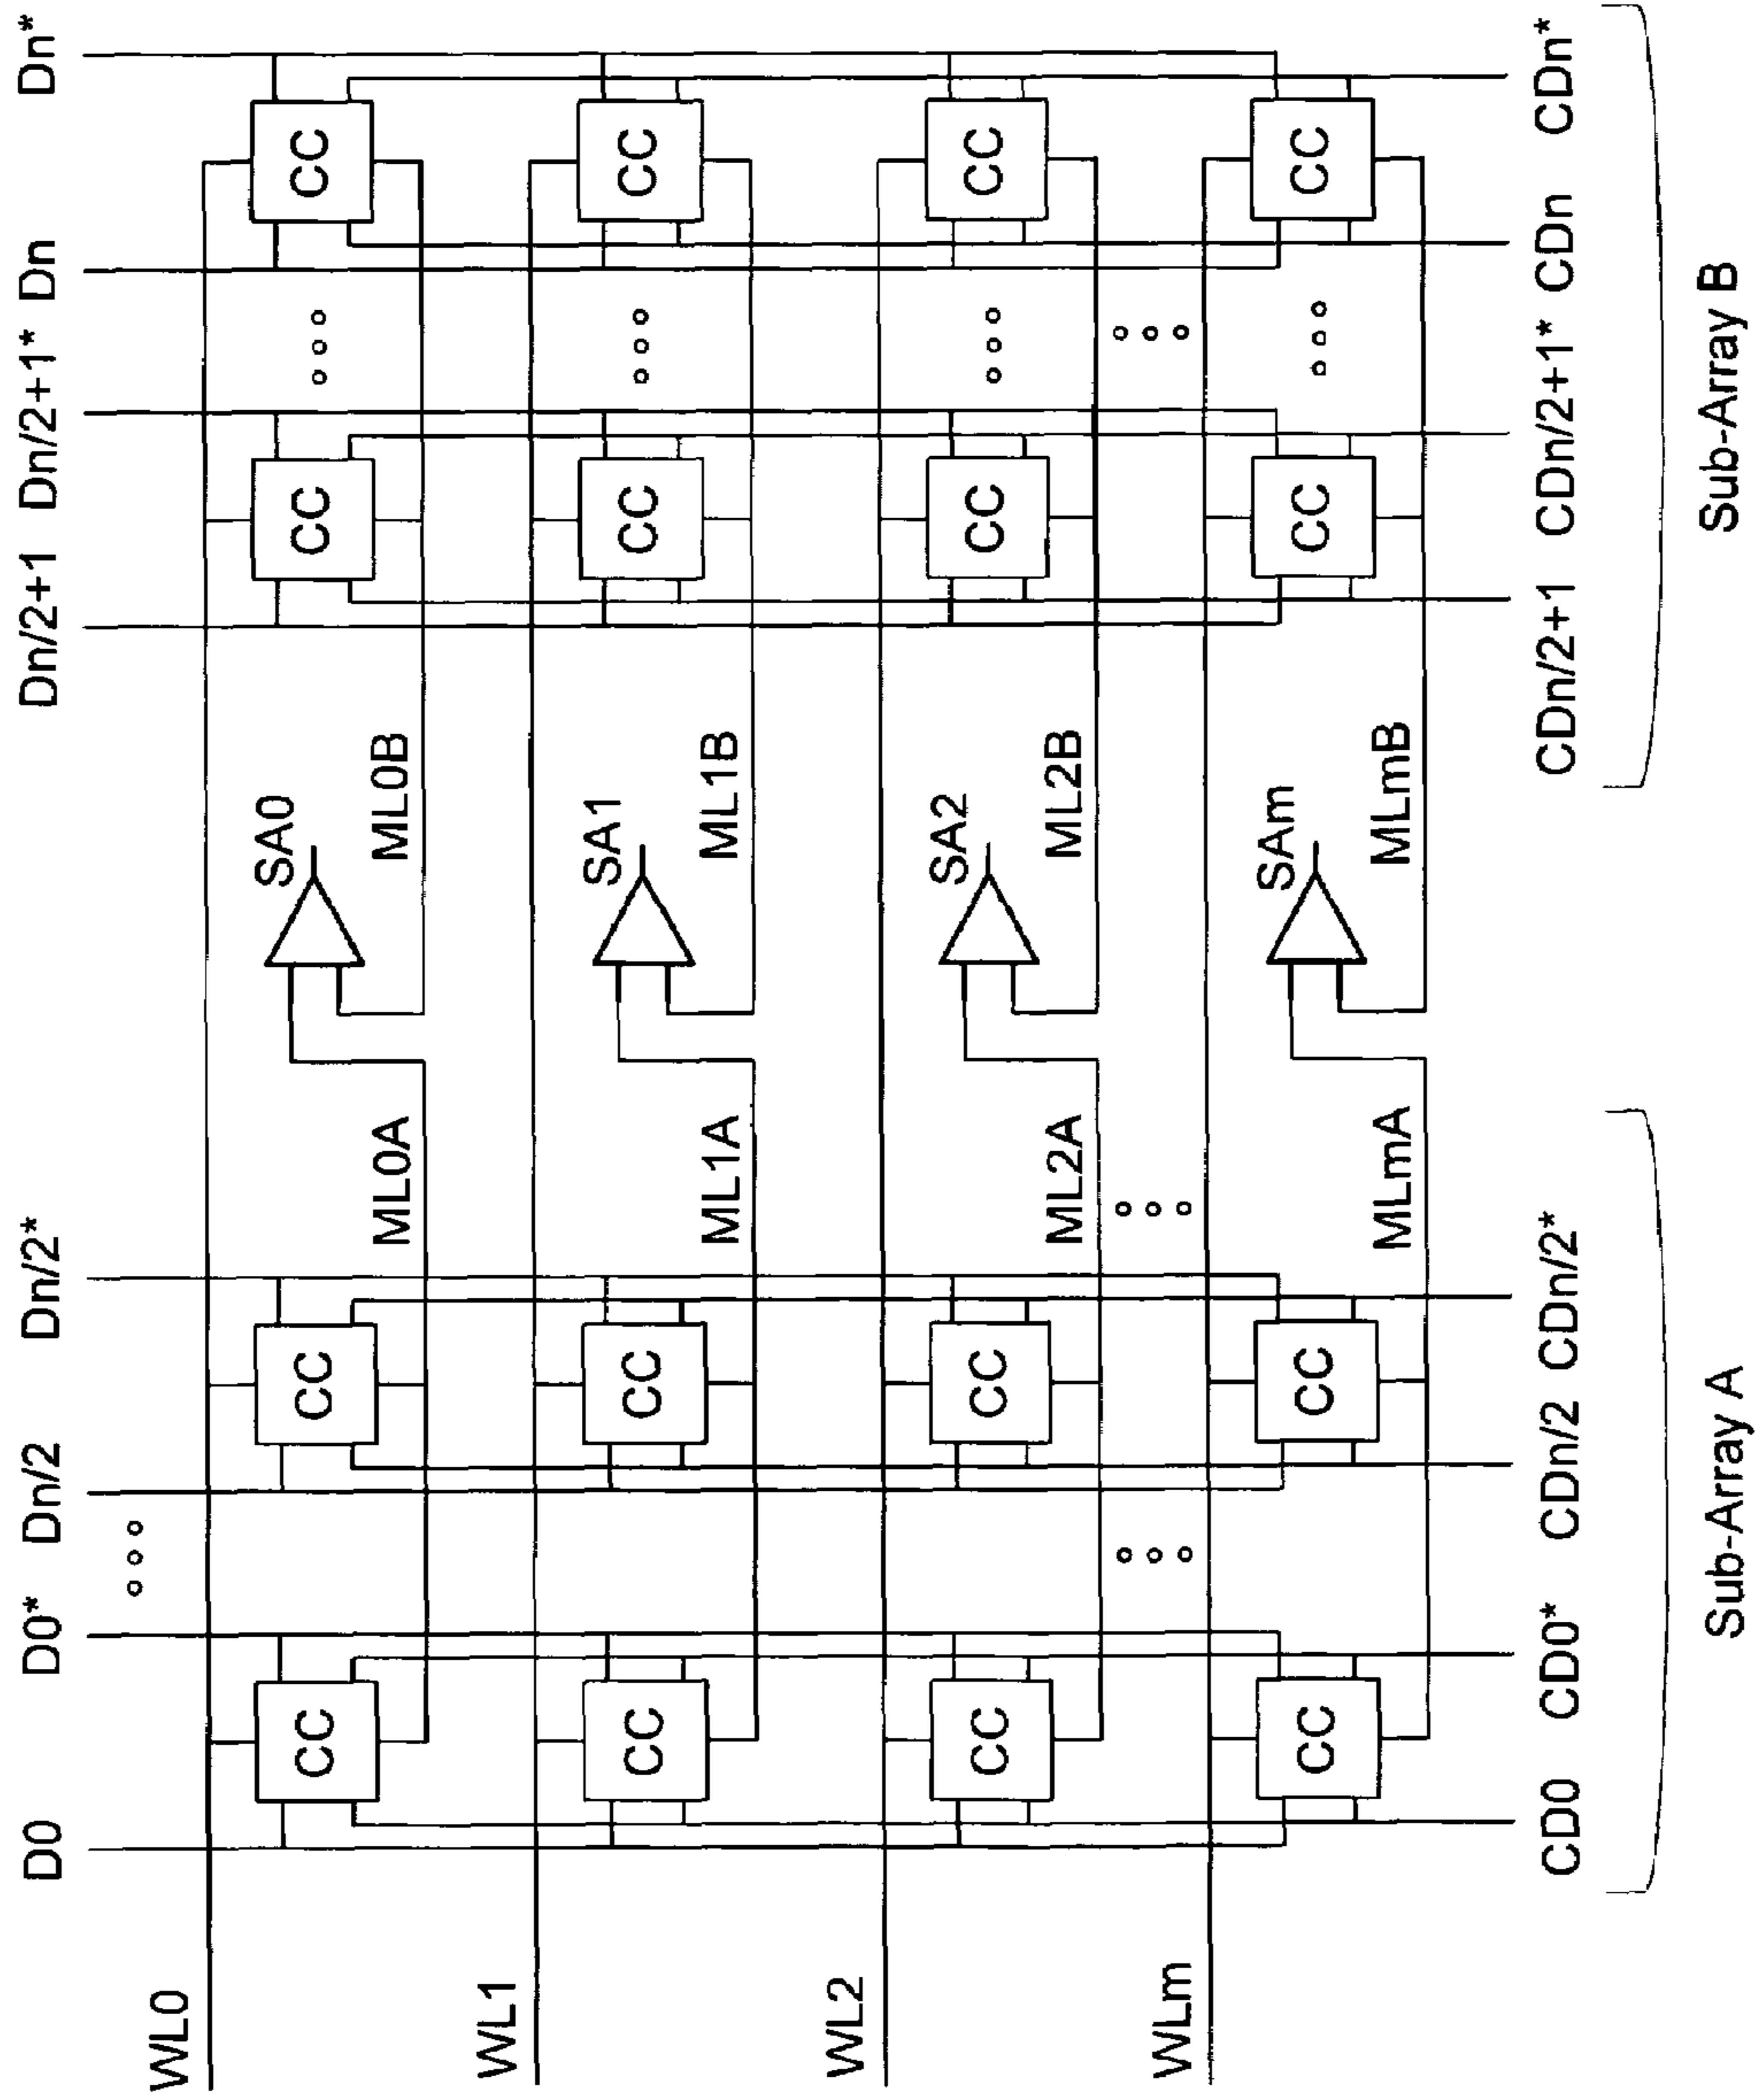 D0 D0* Dn/2 Dn/2* Dn/2+1 Dn/2+1* Dn Dn*
WL0
CC CC SA0 CC CC
ML0A ML0B
WL1
CC CC SA1 CC CC
ML1A ML1B
WL2
CC CC SA2 CC CC
ML2A ML2B
WLm
CC CC SAm CC CC
MLmA MLmB
CD0 CD0* CDn/2 CDn/2* CDn/2+1 CDn/2+1* CDn CDn*
Sub-Array A Sub-Array B